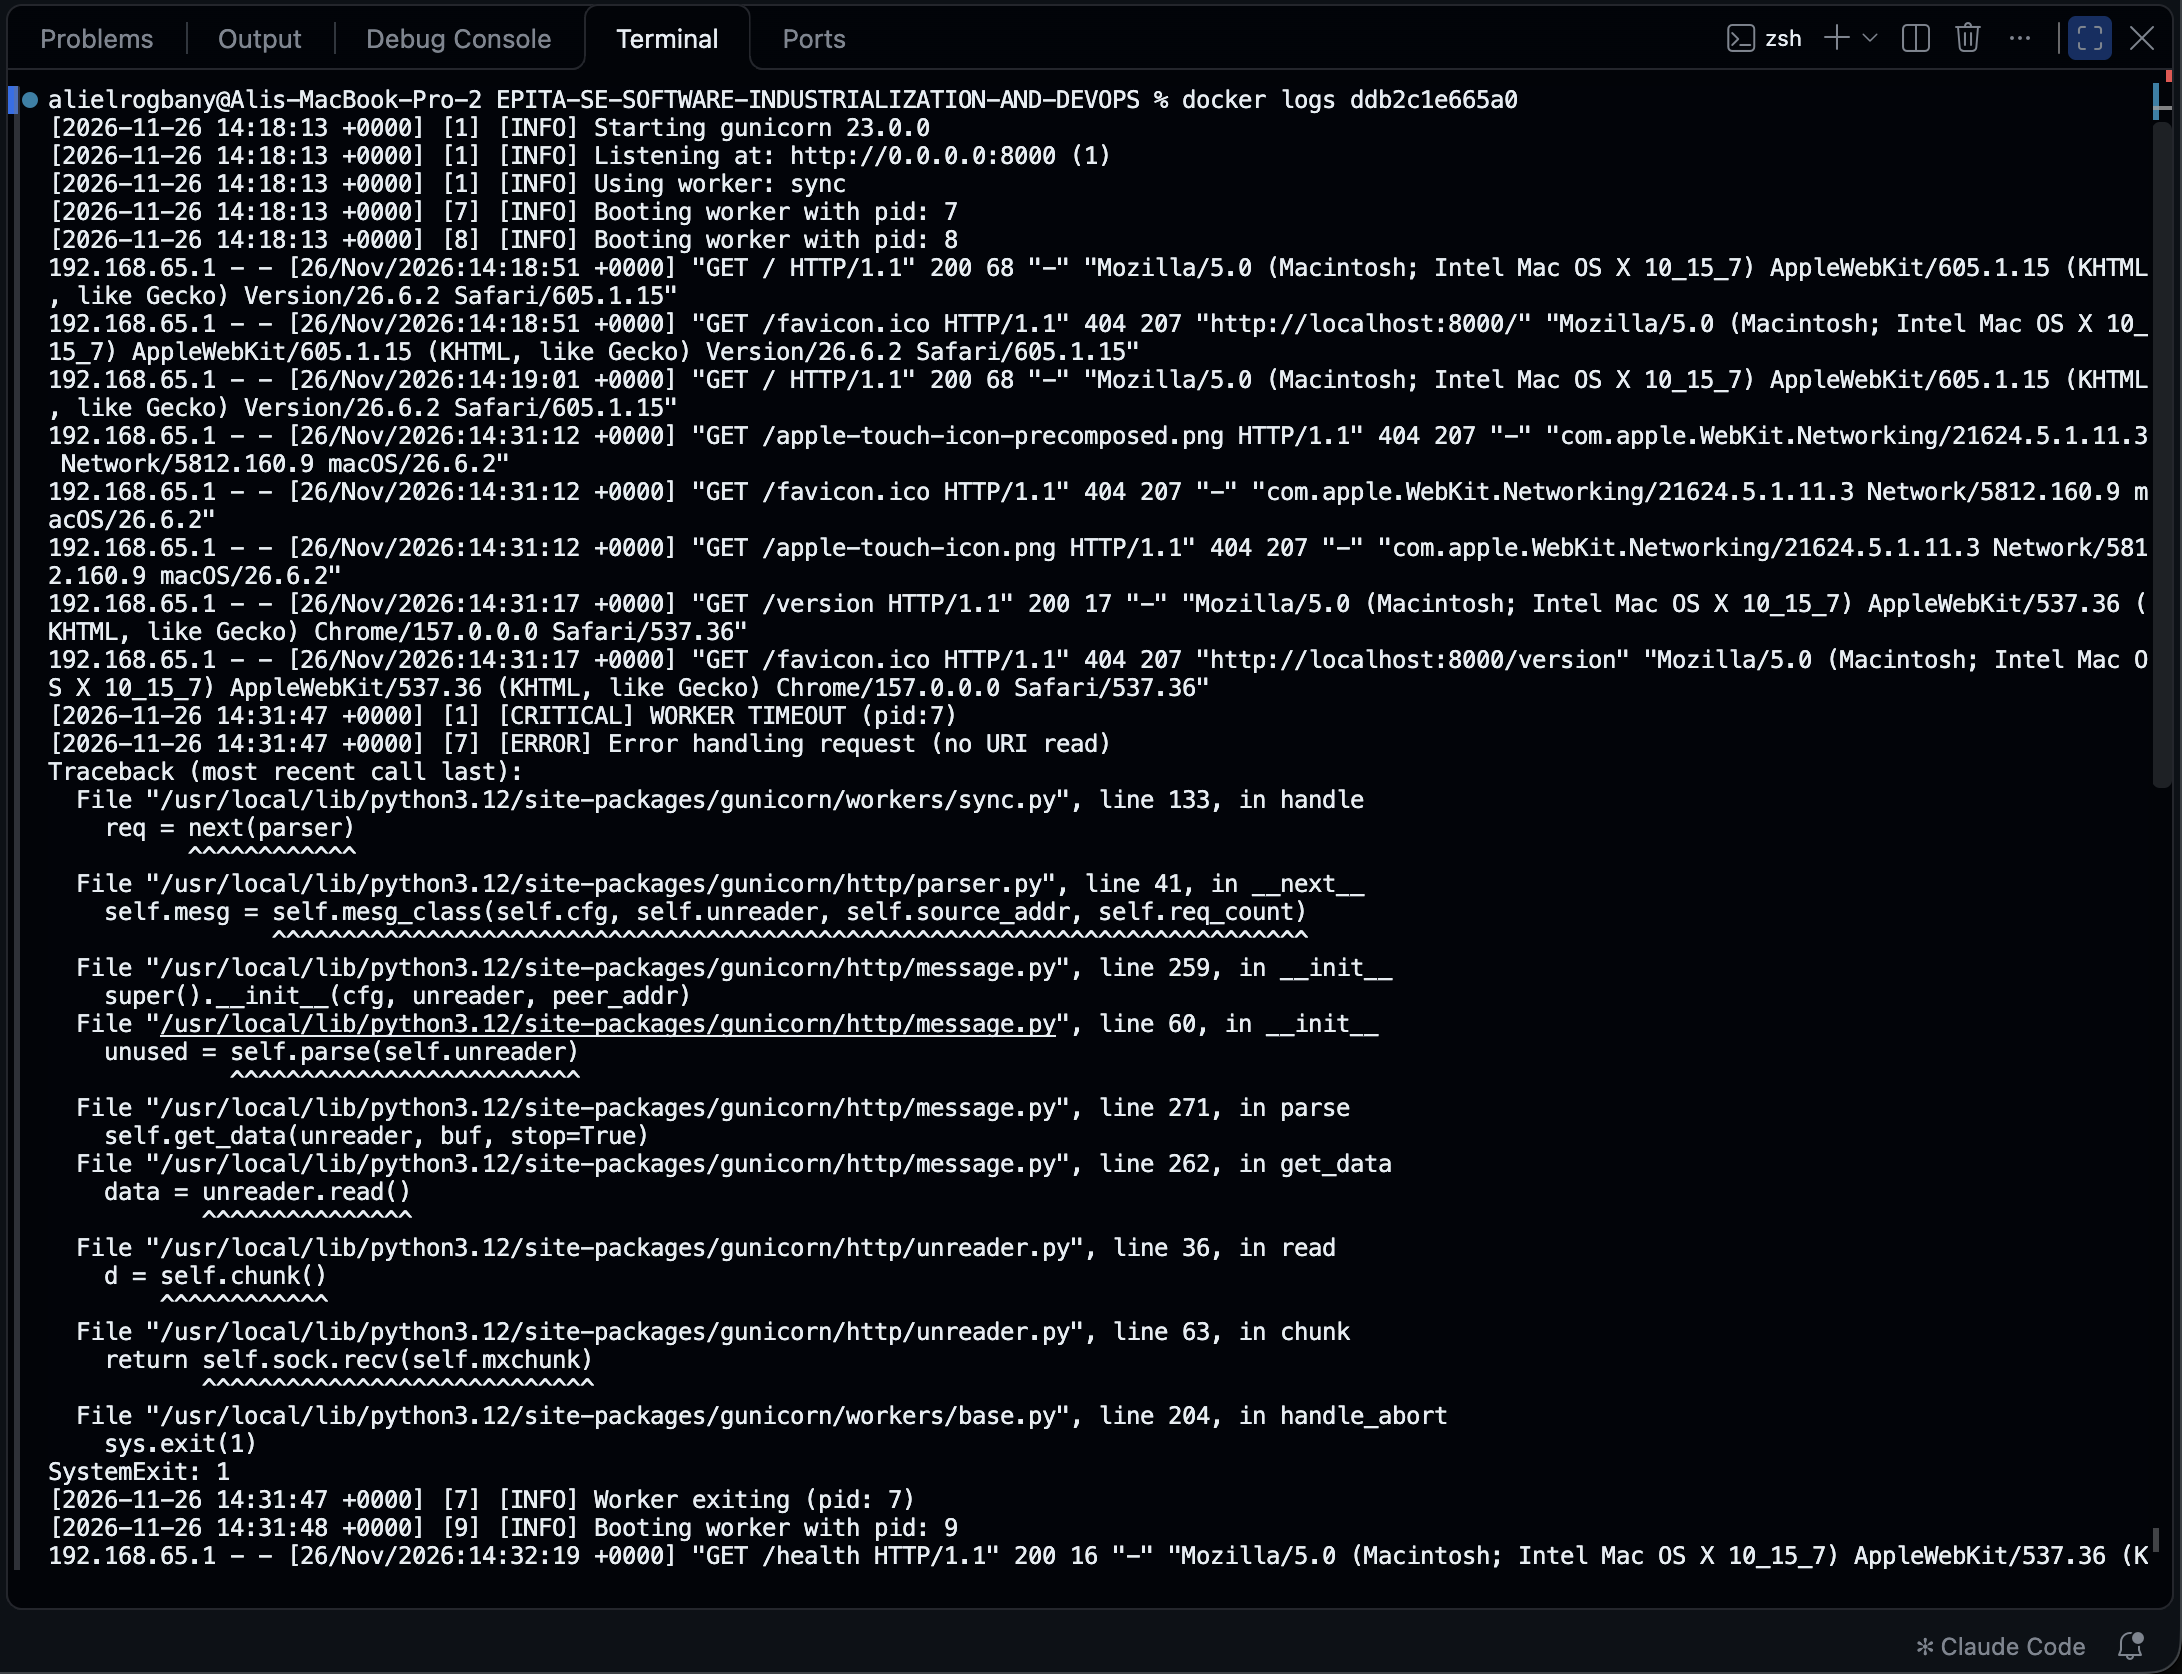 Problems Output Debug Console Terminal Ports zsh
alielrogbany@Alis-MacBook-Pro-2 EPITA-SE-SOFTWARE-INDUSTRIALIZATION-AND-DEVOPS % docker logs ddb2c1e665a0
[2026-11-26 14:18:13 +0000] [1] [INFO] Starting gunicorn 23.0.0
[2026-11-26 14:18:13 +0000] [1] [INFO] Listening at: http://0.0.0.0:8000 (1)
[2026-11-26 14:18:13 +0000] [1] [INFO] Using worker: sync
[2026-11-26 14:18:13 +0000] [7] [INFO] Booting worker with pid: 7
[2026-11-26 14:18:13 +0000] [8] [INFO] Booting worker with pid: 8
192.168.65.1 - - [26/Nov/2026:14:18:51 +0000] "GET / HTTP/1.1" 200 68 "-" "Mozilla/5.0 (Macintosh; Intel Mac OS X 10_15_7) AppleWebKit/605.1.15 (KHTML
, like Gecko) Version/26.6.2 Safari/605.1.15"
192.168.65.1 - - [26/Nov/2026:14:18:51 +0000] "GET /favicon.ico HTTP/1.1" 404 207 "http://localhost:8000/" "Mozilla/5.0 (Macintosh; Intel Mac OS X 10_
15_7) AppleWebKit/605.1.15 (KHTML, like Gecko) Version/26.6.2 Safari/605.1.15"
192.168.65.1 - - [26/Nov/2026:14:19:01 +0000] "GET / HTTP/1.1" 200 68 "-" "Mozilla/5.0 (Macintosh; Intel Mac OS X 10_15_7) AppleWebKit/605.1.15 (KHTML
, like Gecko) Version/26.6.2 Safari/605.1.15"
192.168.65.1 - - [26/Nov/2026:14:31:12 +0000] "GET /apple-touch-icon-precomposed.png HTTP/1.1" 404 207 "-" "com.apple.WebKit.Networking/21624.5.1.11.3
 Network/5812.160.9 macOS/26.6.2"
192.168.65.1 - - [26/Nov/2026:14:31:12 +0000] "GET /favicon.ico HTTP/1.1" 404 207 "-" "com.apple.WebKit.Networking/21624.5.1.11.3 Network/5812.160.9 m
acOS/26.6.2"
192.168.65.1 - - [26/Nov/2026:14:31:12 +0000] "GET /apple-touch-icon.png HTTP/1.1" 404 207 "-" "com.apple.WebKit.Networking/21624.5.1.11.3 Network/581
2.160.9 macOS/26.6.2"
192.168.65.1 - - [26/Nov/2026:14:31:17 +0000] "GET /version HTTP/1.1" 200 17 "-" "Mozilla/5.0 (Macintosh; Intel Mac OS X 10_15_7) AppleWebKit/537.36 (
KHTML, like Gecko) Chrome/157.0.0.0 Safari/537.36"
192.168.65.1 - - [26/Nov/2026:14:31:17 +0000] "GET /favicon.ico HTTP/1.1" 404 207 "http://localhost:8000/version" "Mozilla/5.0 (Macintosh; Intel Mac O
S X 10_15_7) AppleWebKit/537.36 (KHTML, like Gecko) Chrome/157.0.0.0 Safari/537.36"
[2026-11-26 14:31:47 +0000] [1] [CRITICAL] WORKER TIMEOUT (pid:7)
[2026-11-26 14:31:47 +0000] [7] [ERROR] Error handling request (no URI read)
Traceback (most recent call last):
  File "/usr/local/lib/python3.12/site-packages/gunicorn/workers/sync.py", line 133, in handle
    req = next(parser)
          ^^^^^^^^^^^^
  File "/usr/local/lib/python3.12/site-packages/gunicorn/http/parser.py", line 41, in __next__
    self.mesg = self.mesg_class(self.cfg, self.unreader, self.source_addr, self.req_count)
                ^^^^^^^^^^^^^^^^^^^^^^^^^^^^^^^^^^^^^^^^^^^^^^^^^^^^^^^^^^^^^^^^^^^^^^^^^^
  File "/usr/local/lib/python3.12/site-packages/gunicorn/http/message.py", line 259, in __init__
    super().__init__(cfg, unreader, peer_addr)
  File "/usr/local/lib/python3.12/site-packages/gunicorn/http/message.py", line 60, in __init__
    unused = self.parse(self.unreader)
             ^^^^^^^^^^^^^^^^^^^^^^^^^
  File "/usr/local/lib/python3.12/site-packages/gunicorn/http/message.py", line 271, in parse
    self.get_data(unreader, buf, stop=True)
  File "/usr/local/lib/python3.12/site-packages/gunicorn/http/message.py", line 262, in get_data
    data = unreader.read()
           ^^^^^^^^^^^^^^^
  File "/usr/local/lib/python3.12/site-packages/gunicorn/http/unreader.py", line 36, in read
    d = self.chunk()
        ^^^^^^^^^^^^
  File "/usr/local/lib/python3.12/site-packages/gunicorn/http/unreader.py", line 63, in chunk
    return self.sock.recv(self.mxchunk)
           ^^^^^^^^^^^^^^^^^^^^^^^^^^^^
  File "/usr/local/lib/python3.12/site-packages/gunicorn/workers/base.py", line 204, in handle_abort
    sys.exit(1)
SystemExit: 1
[2026-11-26 14:31:47 +0000] [7] [INFO] Worker exiting (pid: 7)
[2026-11-26 14:31:48 +0000] [9] [INFO] Booting worker with pid: 9
192.168.65.1 - - [26/Nov/2026:14:32:19 +0000] "GET /health HTTP/1.1" 200 16 "-" "Mozilla/5.0 (Macintosh; Intel Mac OS X 10_15_7) AppleWebKit/537.36 (K
Claude Code